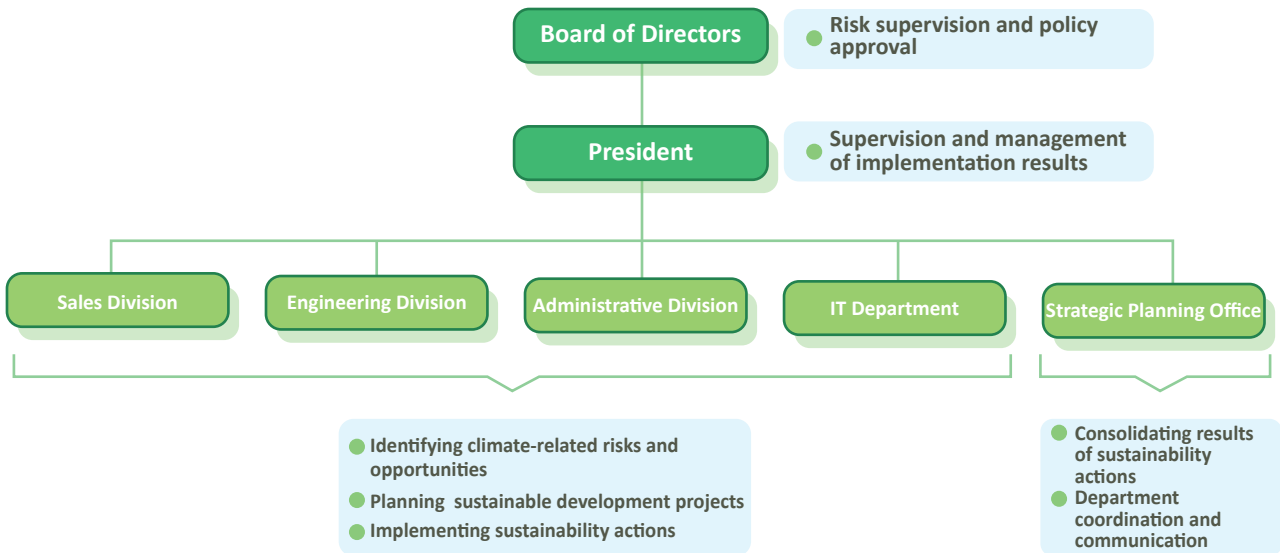 Board of Directors
Risk supervision and policy
approval
President
Supervision and management
of implementation results
Sales Division
Engineering Division
Administrative Division
IT Department
Strategic Planning Office
Identifying climate-related risks and
opportunities
Planning sustainable development projects
Implementing sustainability actions
Consolidating results
of sustainability
actions
Department
coordination and
communication